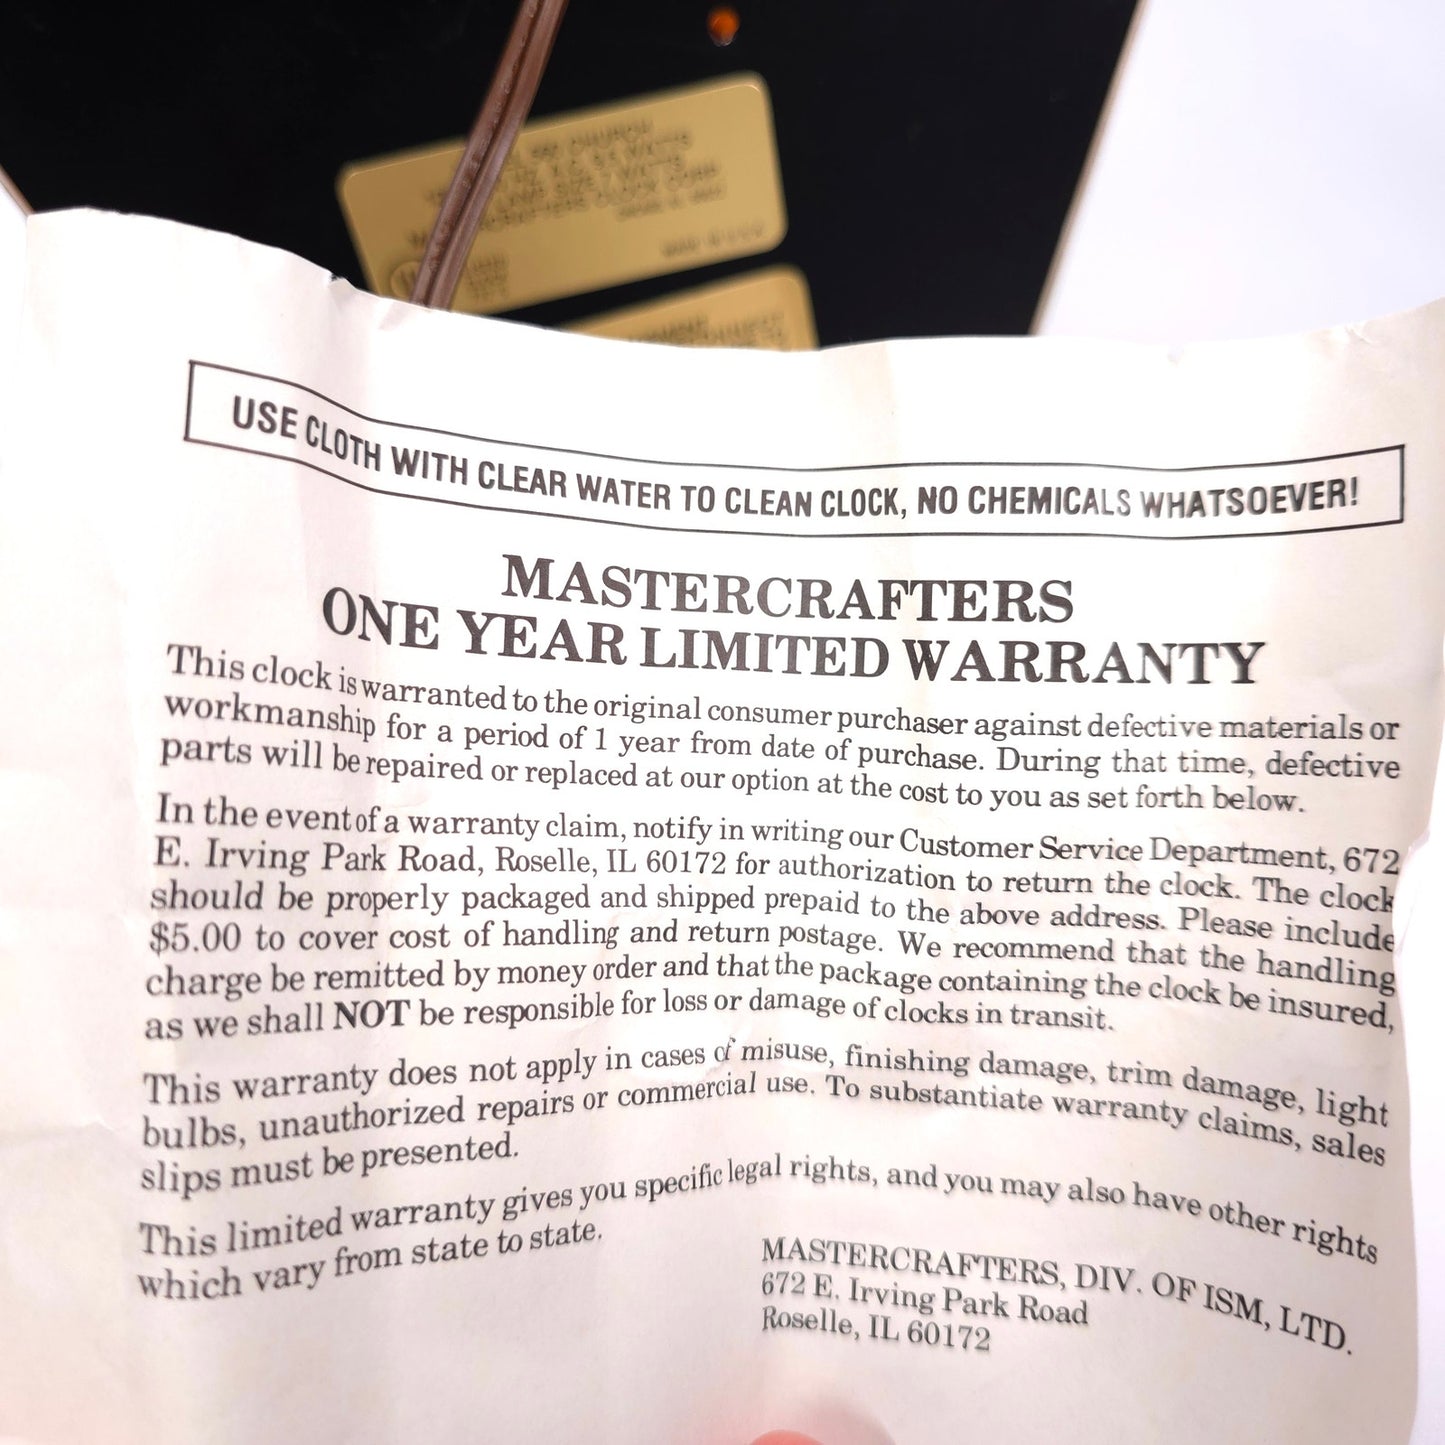 CHURCH
WATTS
7 WATTS
CLOCK CORP.
USE CLOTH WITH CLEAR WATER TO CLEAN CLOCK, NO CHEMICALS WHATSOEVER!
MASTERCRAFTERS
ONE YEAR LIMITED WARRANTY
This clock is warranted to the original consumer purchaser against defective materials or
workmanship for a period of 1 year from date of purchase. During that time, defective
parts will be repaired or replaced at our option at the cost to you as set forth below.
In the event of a warranty claim, notify in writing our Customer Service Department, 672
E. Irving Park Road, Roselle, IL 60172 for authorization to return the clock. The clock
should be properly packaged and shipped prepaid to the above address. Please include
$5.00 to cover cost of handling and return postage. We recommend that the handling
charge be remitted by money order and that the package containing the clock be insured,
as we shall NOT be responsible for loss or damage of clocks in transit.
This warranty does not apply in cases of misuse, finishing damage, trim damage, light
bulbs, unauthorized repairs or commercial use. To substantiate warranty claims, sales
slips must be presented.
This limited warranty gives you specific legal rights, and you may also have other rights
which vary from state to state.
MASTERCRAFTERS, DIV. OF ISM, LTD.
672 E. Irving Park Road
Roselle, IL 60172